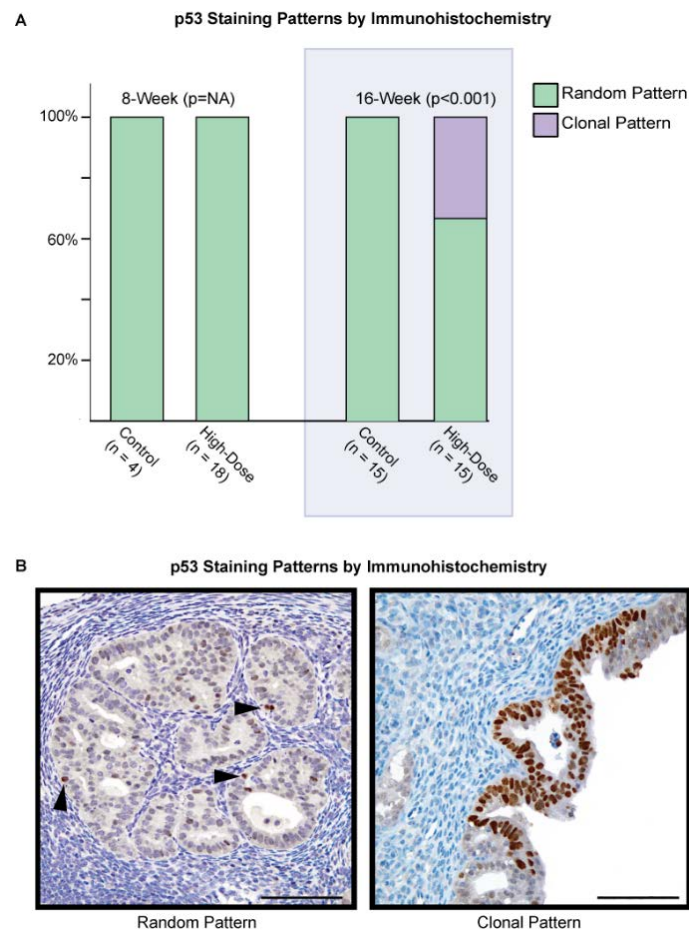 A
p53 Staining Patterns by Immunohistochemistry
8-Week (p=NA)
16-Week (p<0.001)
Random Pattern
Clonal Pattern
100%
60%
20%
Control
(n = 4)
High-Dose
(n = 18)
Control
(n = 15)
High-Dose
(n = 15)
B
p53 Staining Patterns by Immunohistochemistry
Random Pattern
Clonal Pattern